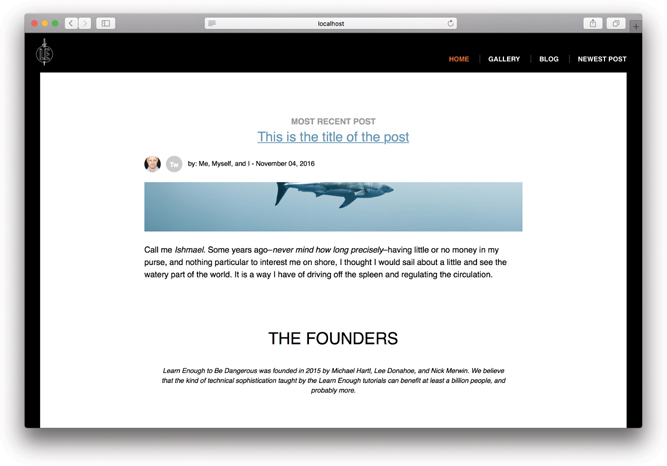 localhost
HOME
GALLERY
BLOG
NEWEST POST
MOST RECENT POST
This is the title of the post
Tw
by: Me, Myself, and I - November 04, 2016
Call me Ishmael. Some years ago–never mind how long precisely–having little or no money in my
purse, and nothing particular to interest me on shore, I thought I would sail about a little and see the
watery part of the world. It is a way I have of driving off the spleen and regulating the circulation.
THE FOUNDERS
Learn Enough to Be Dangerous was founded in 2015 by Michael Hartl, Lee Donahoe, and Nick Merwin. We believe
that the kind of technical sophistication taught by the Learn Enough tutorials can benefit at least a billion people, and
probably more.